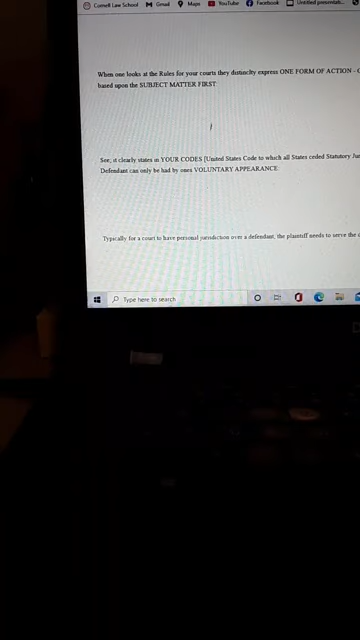 Cornell Law School Gmail Maps YouTube Facebook Untitled presentati...
When one looks at the Rules for your courts they distinctly express ONE FORM OF ACTION -
based upon the SUBJECT MATTER FIRST
See, it clearly states in YOUR CODES [United States Code to which all States ceded Statutory
Defendant can only be had by ones VOLUNTARY APPEARANCE
Typically for a court to have personal jurisdiction over a defendant, the plaintiff needs to serve the
Type here to search